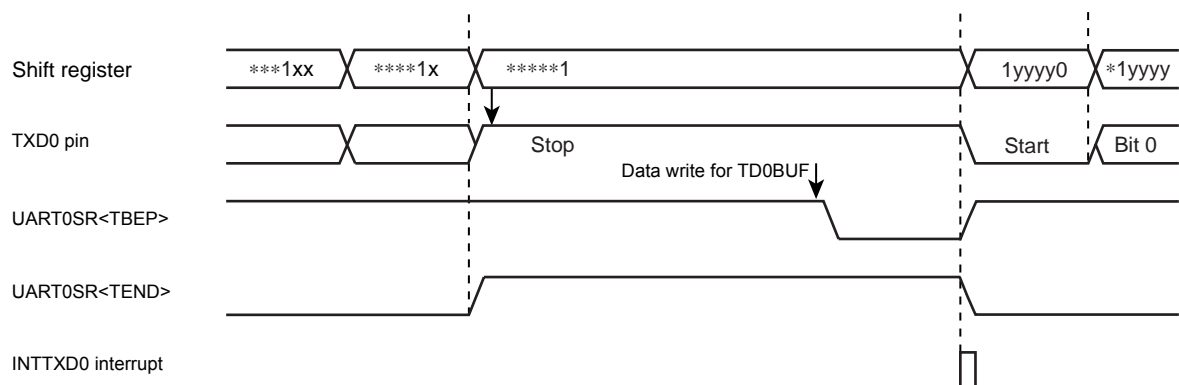 Shift register ***1xx ****1x *****1 1yyyy0 *1yyyy
TXD0 pin Stop Start Bit 0
Data write for TD0BUF
UART0SR<TBEP>
UART0SR<TEND>
INTTXD0 interrupt